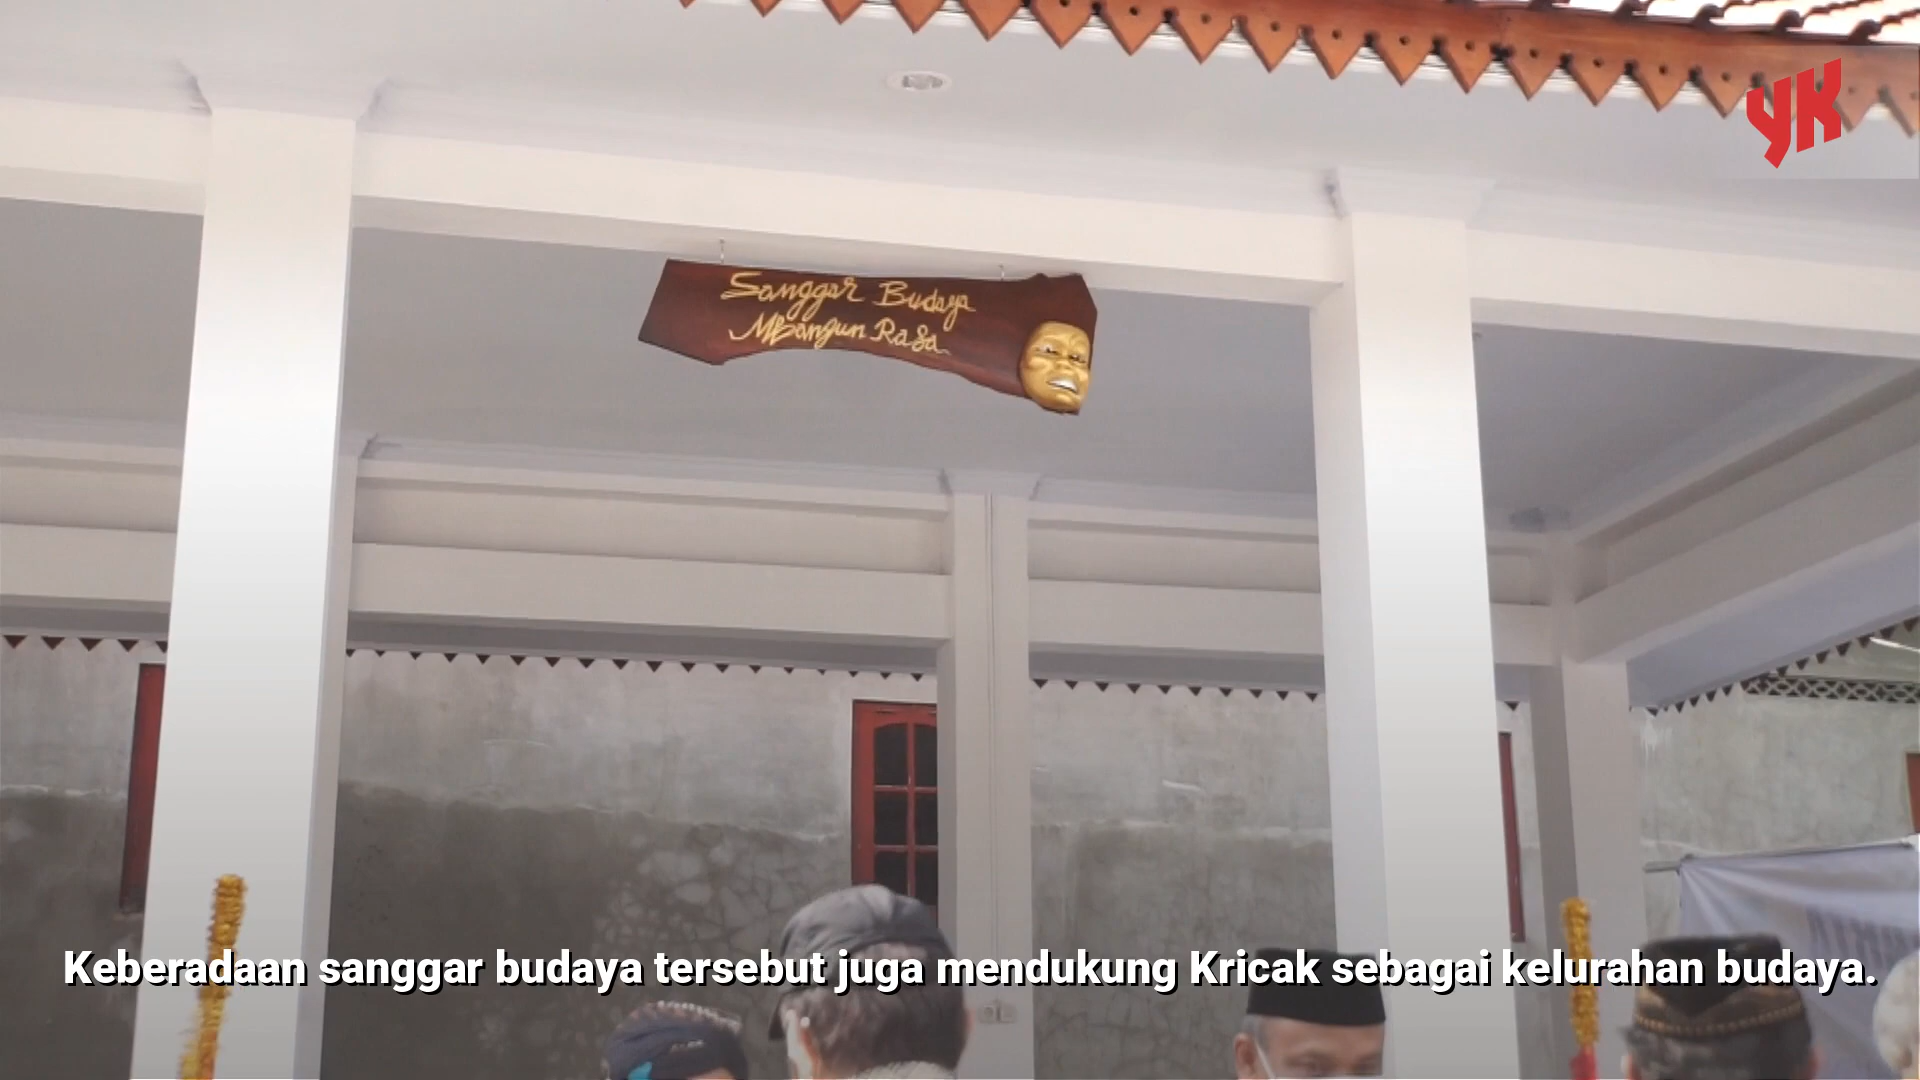 YK
Sanggar Budaya
MBangun Rasa
Keberadaan sanggar budaya tersebut juga mendukung Kricak sebagai kelurahan budaya.